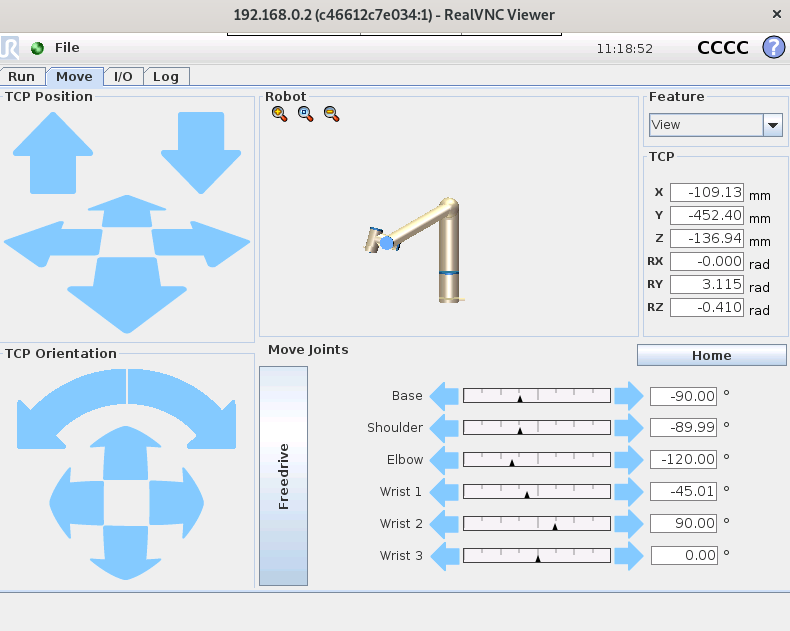 192.168.0.2 (c46612c7e034:1) - RealVNC Viewer ×
UR File 11:18:52 CCCC ?
Run Move I/O Log
TCP Position
Robot
Feature
View
TCP
X -109.13 mm
Y -452.40 mm
Z -136.94 mm
RX -0.000 rad
RY 3.115 rad
RZ -0.410 rad
TCP Orientation
Move Joints
Home
Freedrive
Base -90.00 °
Shoulder -89.99 °
Elbow -120.00 °
Wrist 1 -45.01 °
Wrist 2 90.00 °
Wrist 3 0.00 °